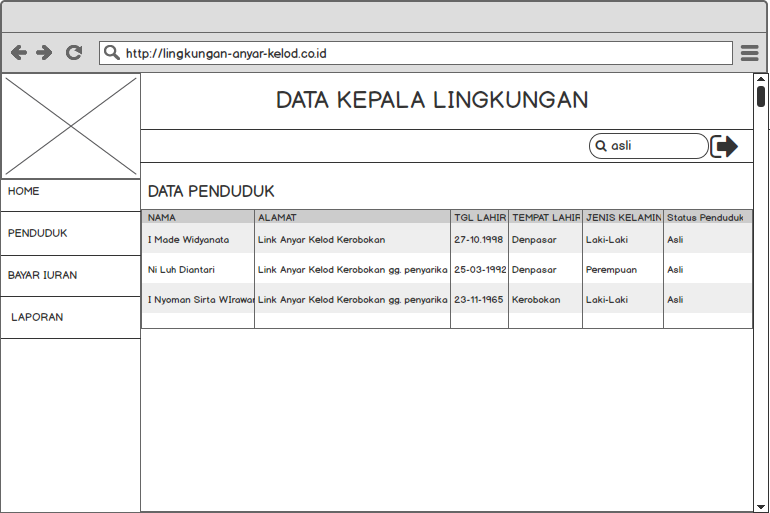 http://lingkungan-anyar-kelod.co.id
DATA KEPALA LINGKUNGAN
asli
HOME
PENDUDUK
BAYAR IURAN
LAPORAN
DATA PENDUDUK
NAMA ALAMAT TGL LAHIR TEMPAT LAHIR JENIS KELAMIN Status Penduduk
I Made Widyanata Link Anyar Kelod Kerobokan 27-10.1998 Denpasar Laki-Laki Asli
Ni Luh Diantari Link Anyar Kelod Kerobokan gg. penyarika 25-03-1992 Denpasar Perempuan Asli
I Nyoman Sirta WIrawan Link Anyar Kelod Kerobokan gg. penyarika 23-11-1965 Kerobokan Laki-Laki Asli